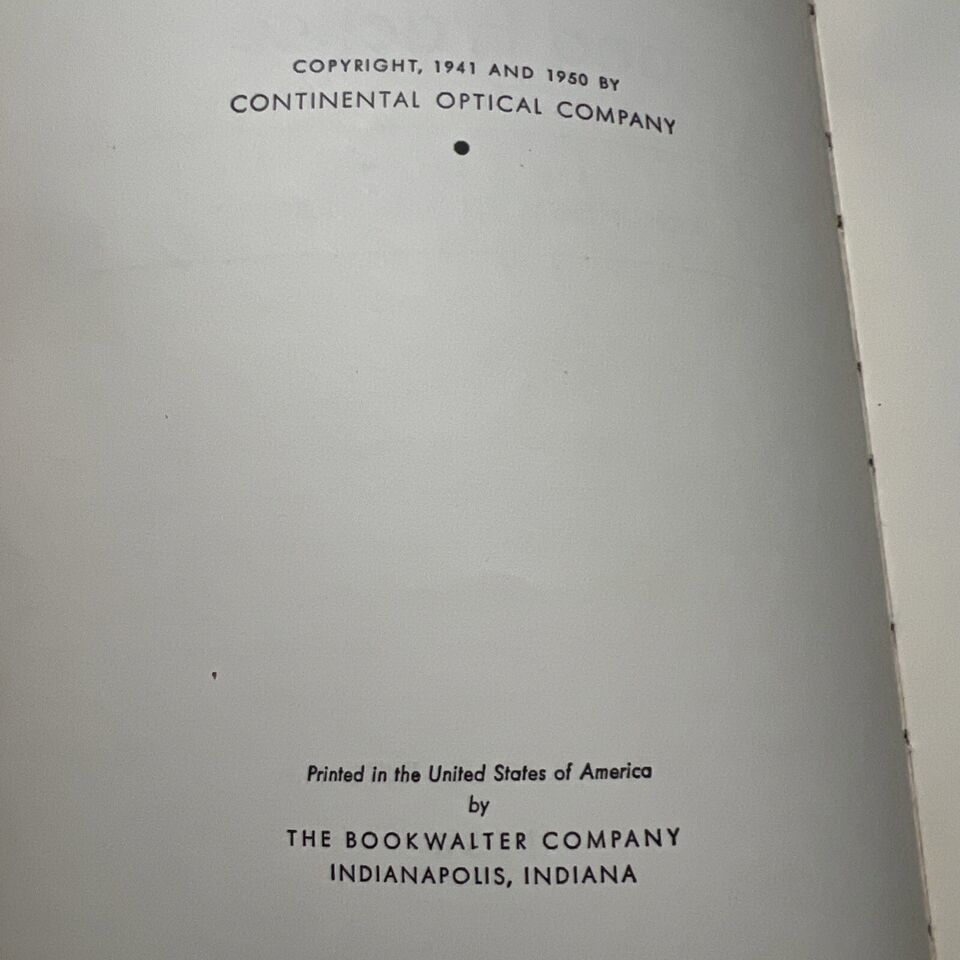 COPYRIGHT, 1941 AND 1950 BY
CONTINENTAL OPTICAL COMPANY
Printed in the United States of America
by
THE BOOKWALTER COMPANY
INDIANAPOLIS, INDIANA